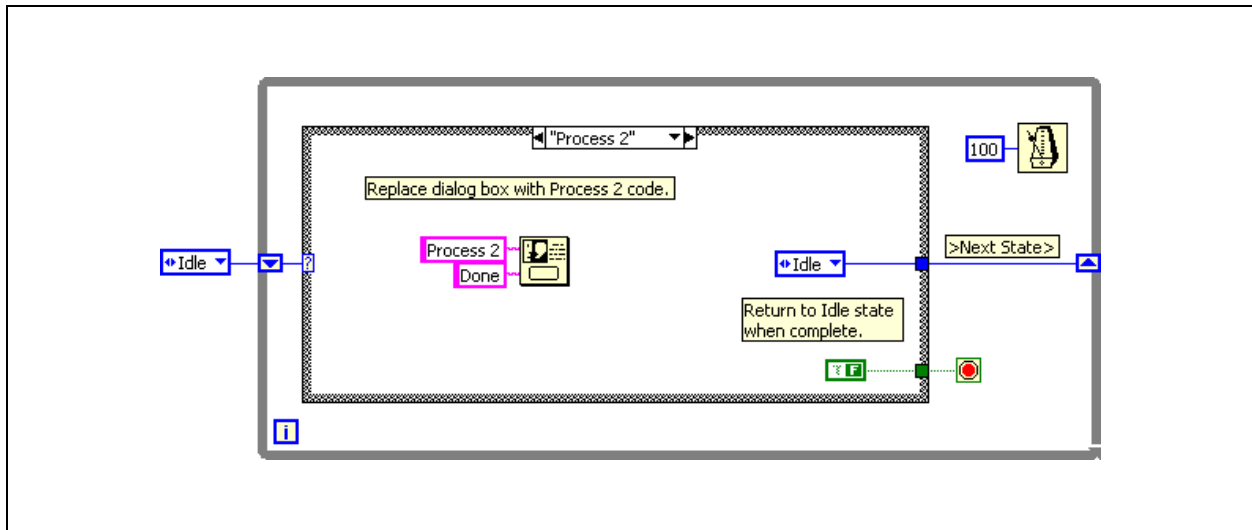 "Process 2"
100
Replace dialog box with Process 2 code.
Process 2
Done
Idle
?
Idle
>Next State>
Return to Idle state
when complete.
F
i